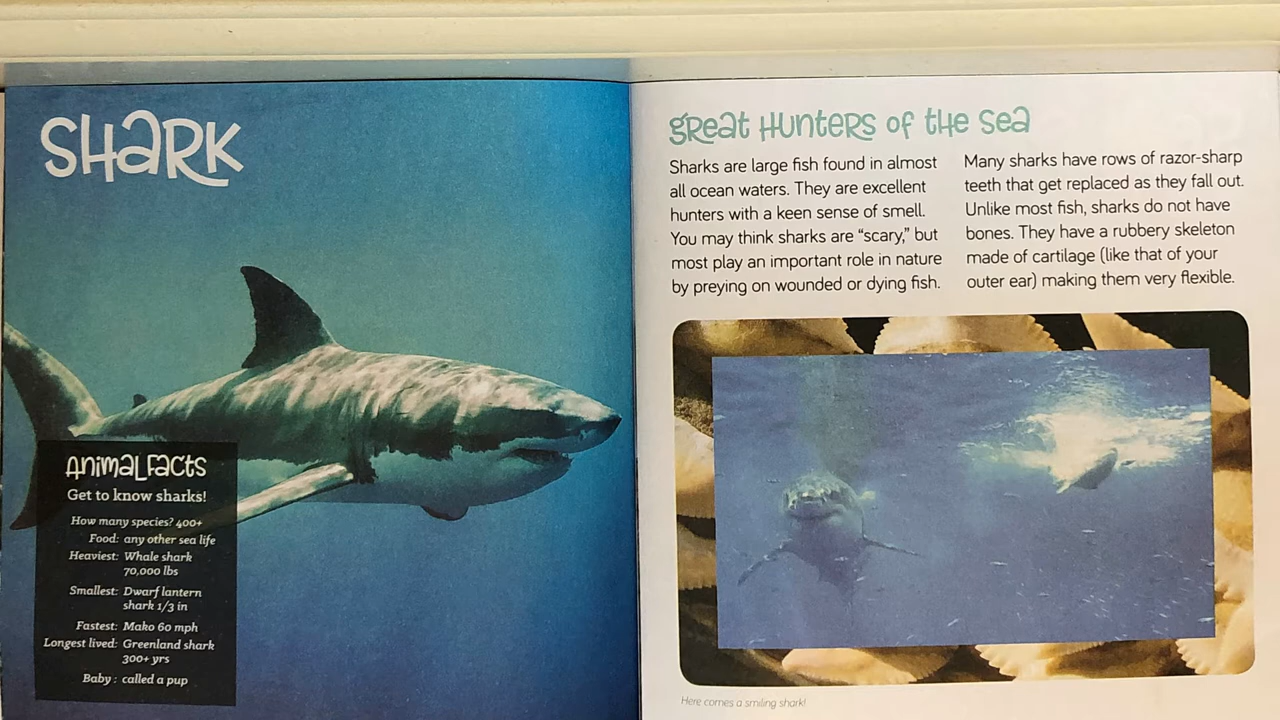 SHARK
Animal Facts
Get to know sharks!
How many species? 400+
Food: any other sea life
Heaviest: Whale shark
70,000 lbs
Smallest: Dwarf lantern
shark 1/3 in
Fastest: Mako 60 mph
Longest lived: Greenland shark
300+ yrs
Baby : called a pup
Great Hunters of the Sea
Sharks are large fish found in almost
all ocean waters. They are excellent
hunters with a keen sense of smell.
You may think sharks are “scary,” but
most play an important role in nature
by preying on wounded or dying fish.
Many sharks have rows of razor-sharp
teeth that get replaced as they fall out.
Unlike most fish, sharks do not have
bones. They have a rubbery skeleton
made of cartilage (like that of your
outer ear) making them very flexible.
Here comes a smiling shark!